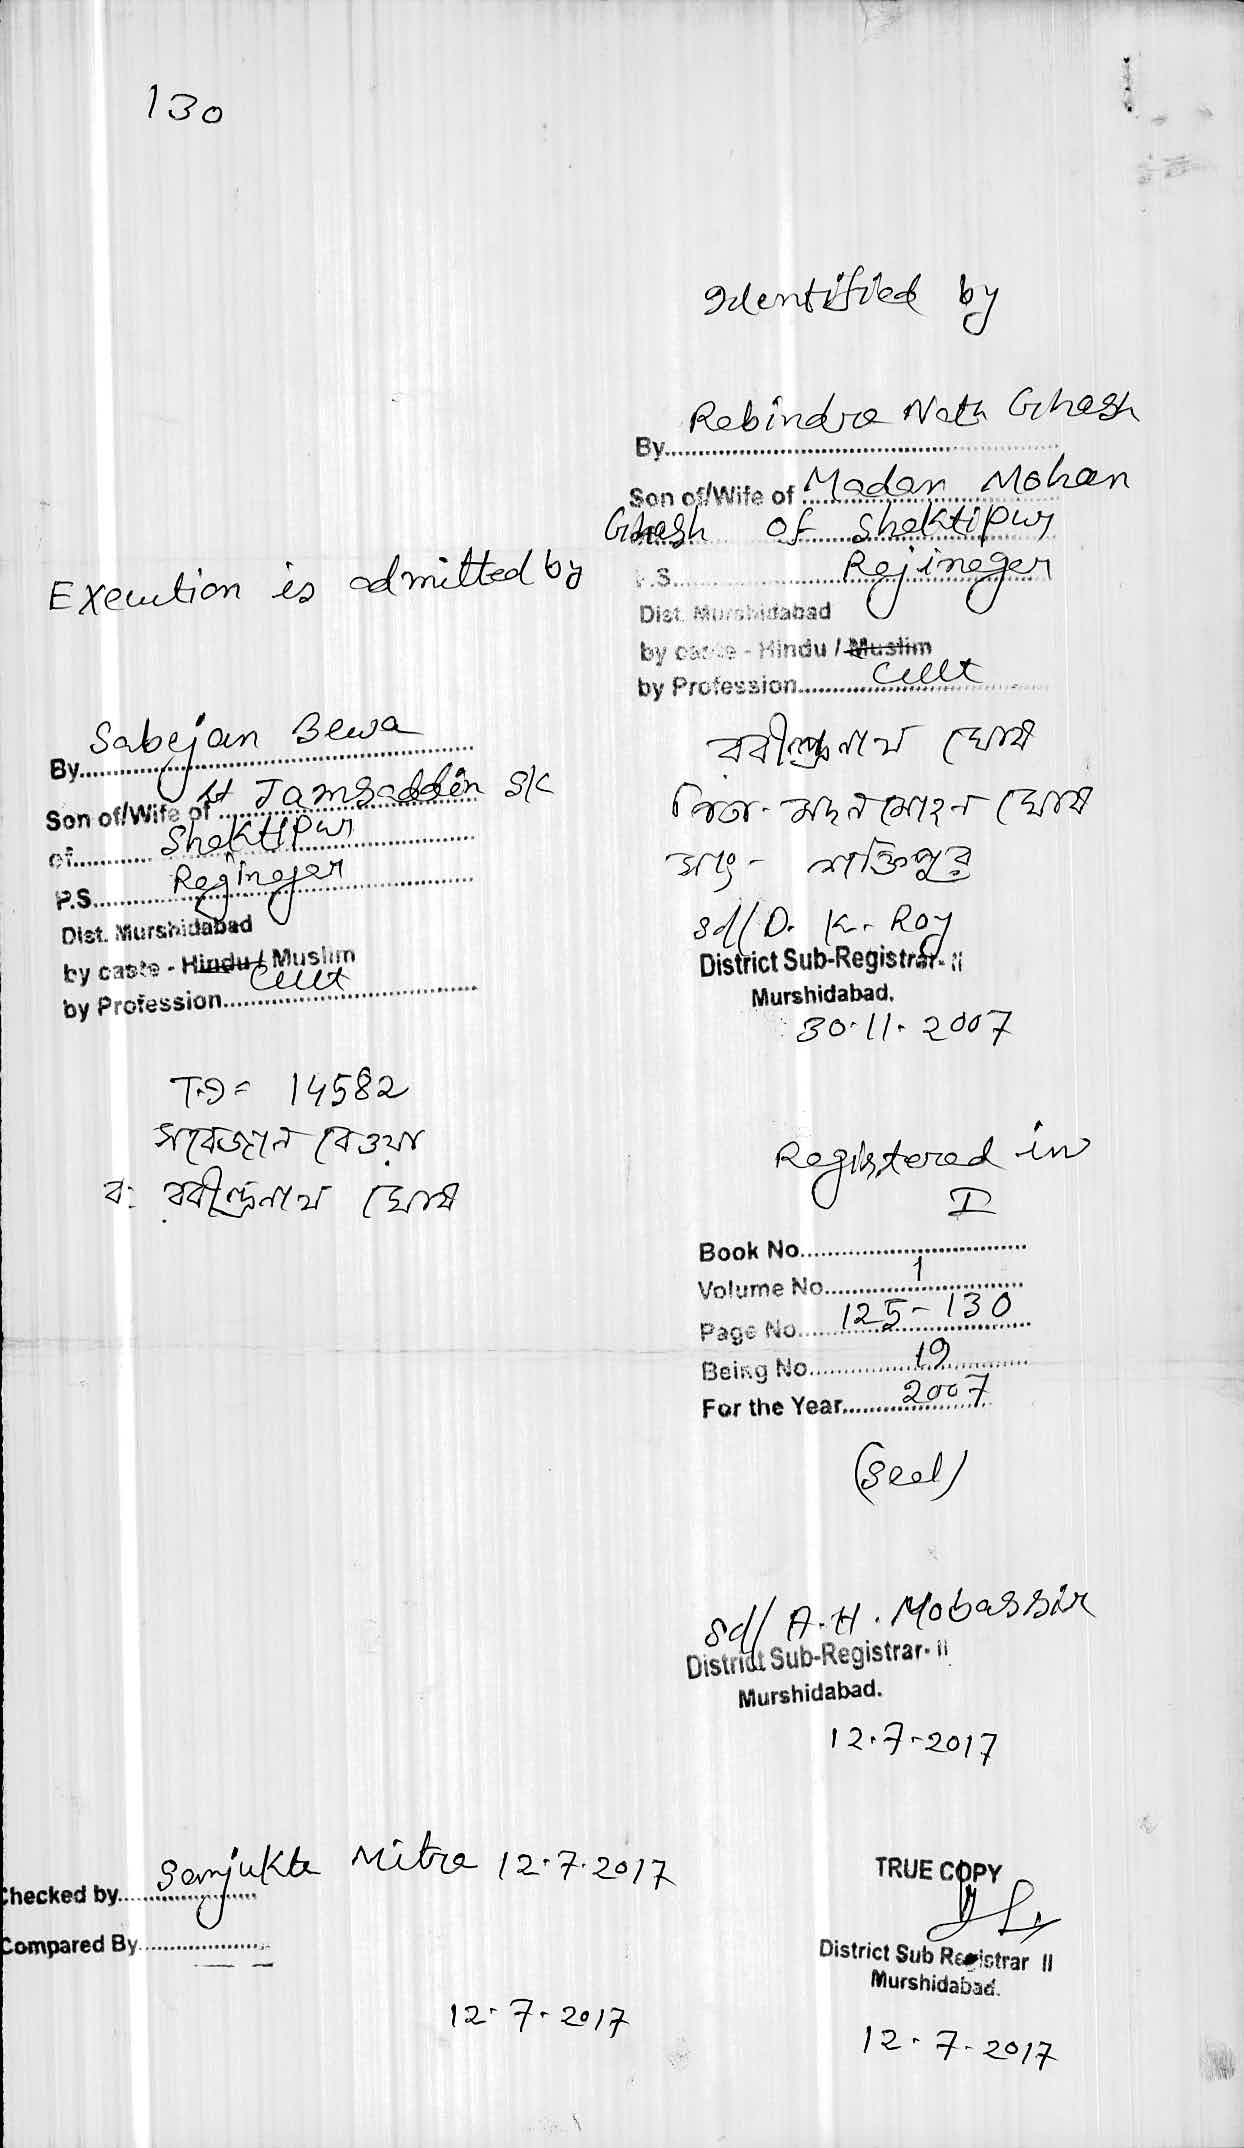 130
Identified by
Rabindra Nath Ghosh
By
Son of/Wife of Madan Mohan
Ghosh of Shaktipur
P.S. Rejinagar
Dist. Murshidabad
by caste - Hindu / Muslim
by Profession Cult
রবীন্দ্রনাথ ঘোষ
পিতা- মদন মোহন ঘোষ
সাং- শক্তিপুর
sd/ D. K. Roy
District Sub-Registrar- II
Murshidabad.
30.11.2007
Execution is admitted by
Sabejan Bewa
By
Son of/Wife of Lt Jamsaddin Sk
of Shaktipur
P.S. Rejinagar
Dist. Murshidabad
by caste - Hindu / Muslim
by Profession Cult
14582
সবেজান বেওয়া
ব: রবীন্দ্রনাথ ঘোষ
Registered in
I
Book No
Volume No 1
Page No 125-130
Being No 19
For the Year 2007
(Seal)
sd/ A.H. Mobassir
District Sub-Registrar- II
Murshidabad.
12.7-2017
Sanjukta Mitra 12.7.2017
Checked by
Compared By
12-7-2017
TRUE COPY
District Sub Registrar II
Murshidabad.
12-7-2017